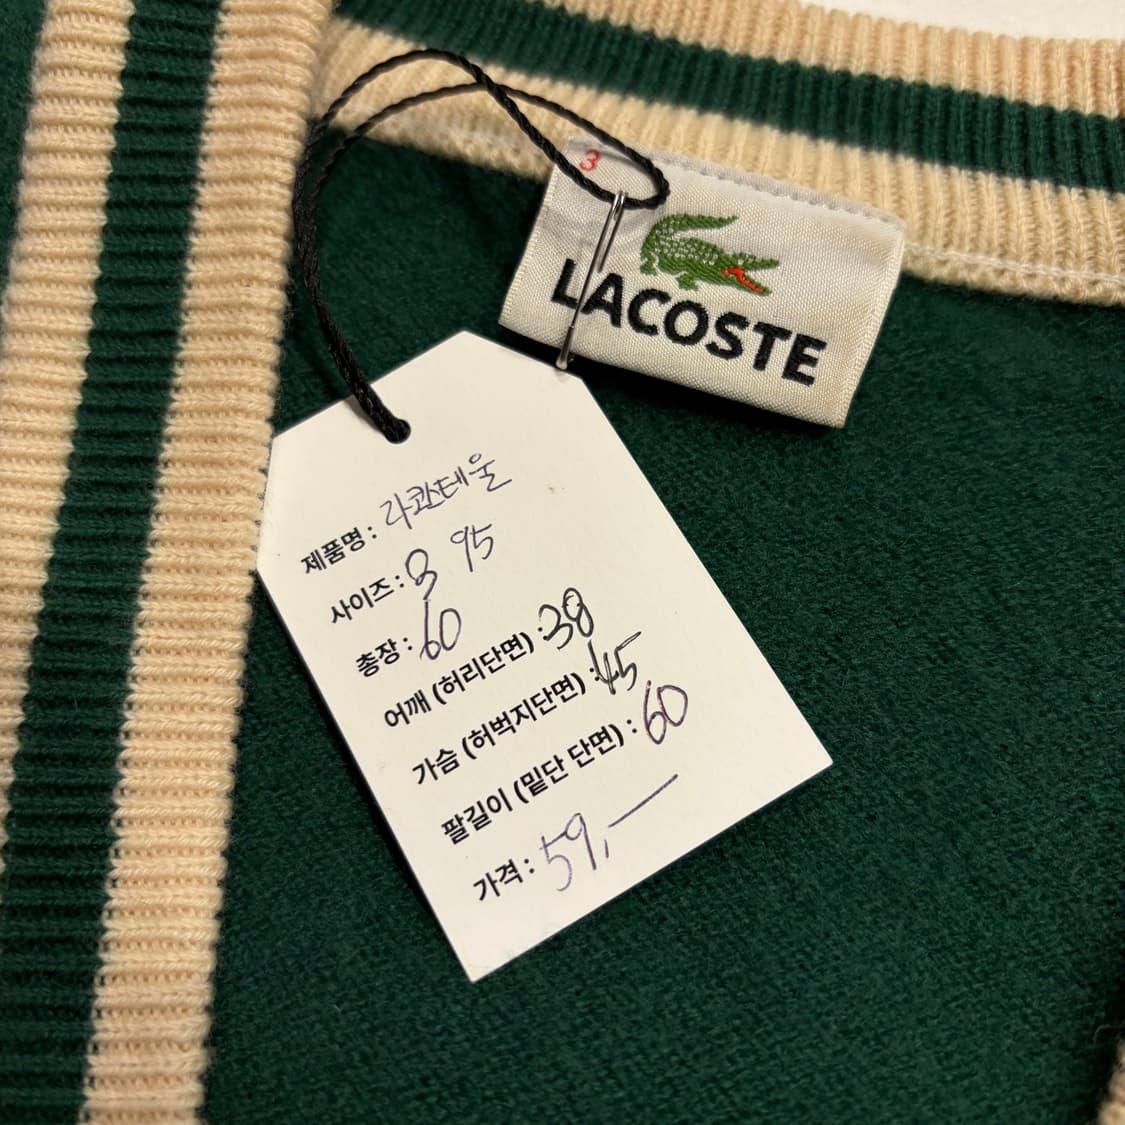 3
LACOSTE
제품명 : 라콧테울
사이즈 : 3 95
총장 : 60
어깨 (허리단면) : 38
가슴 (허벅지단면) : 45
팔길이 (밑단 단면) : 60
가격 : 59,—